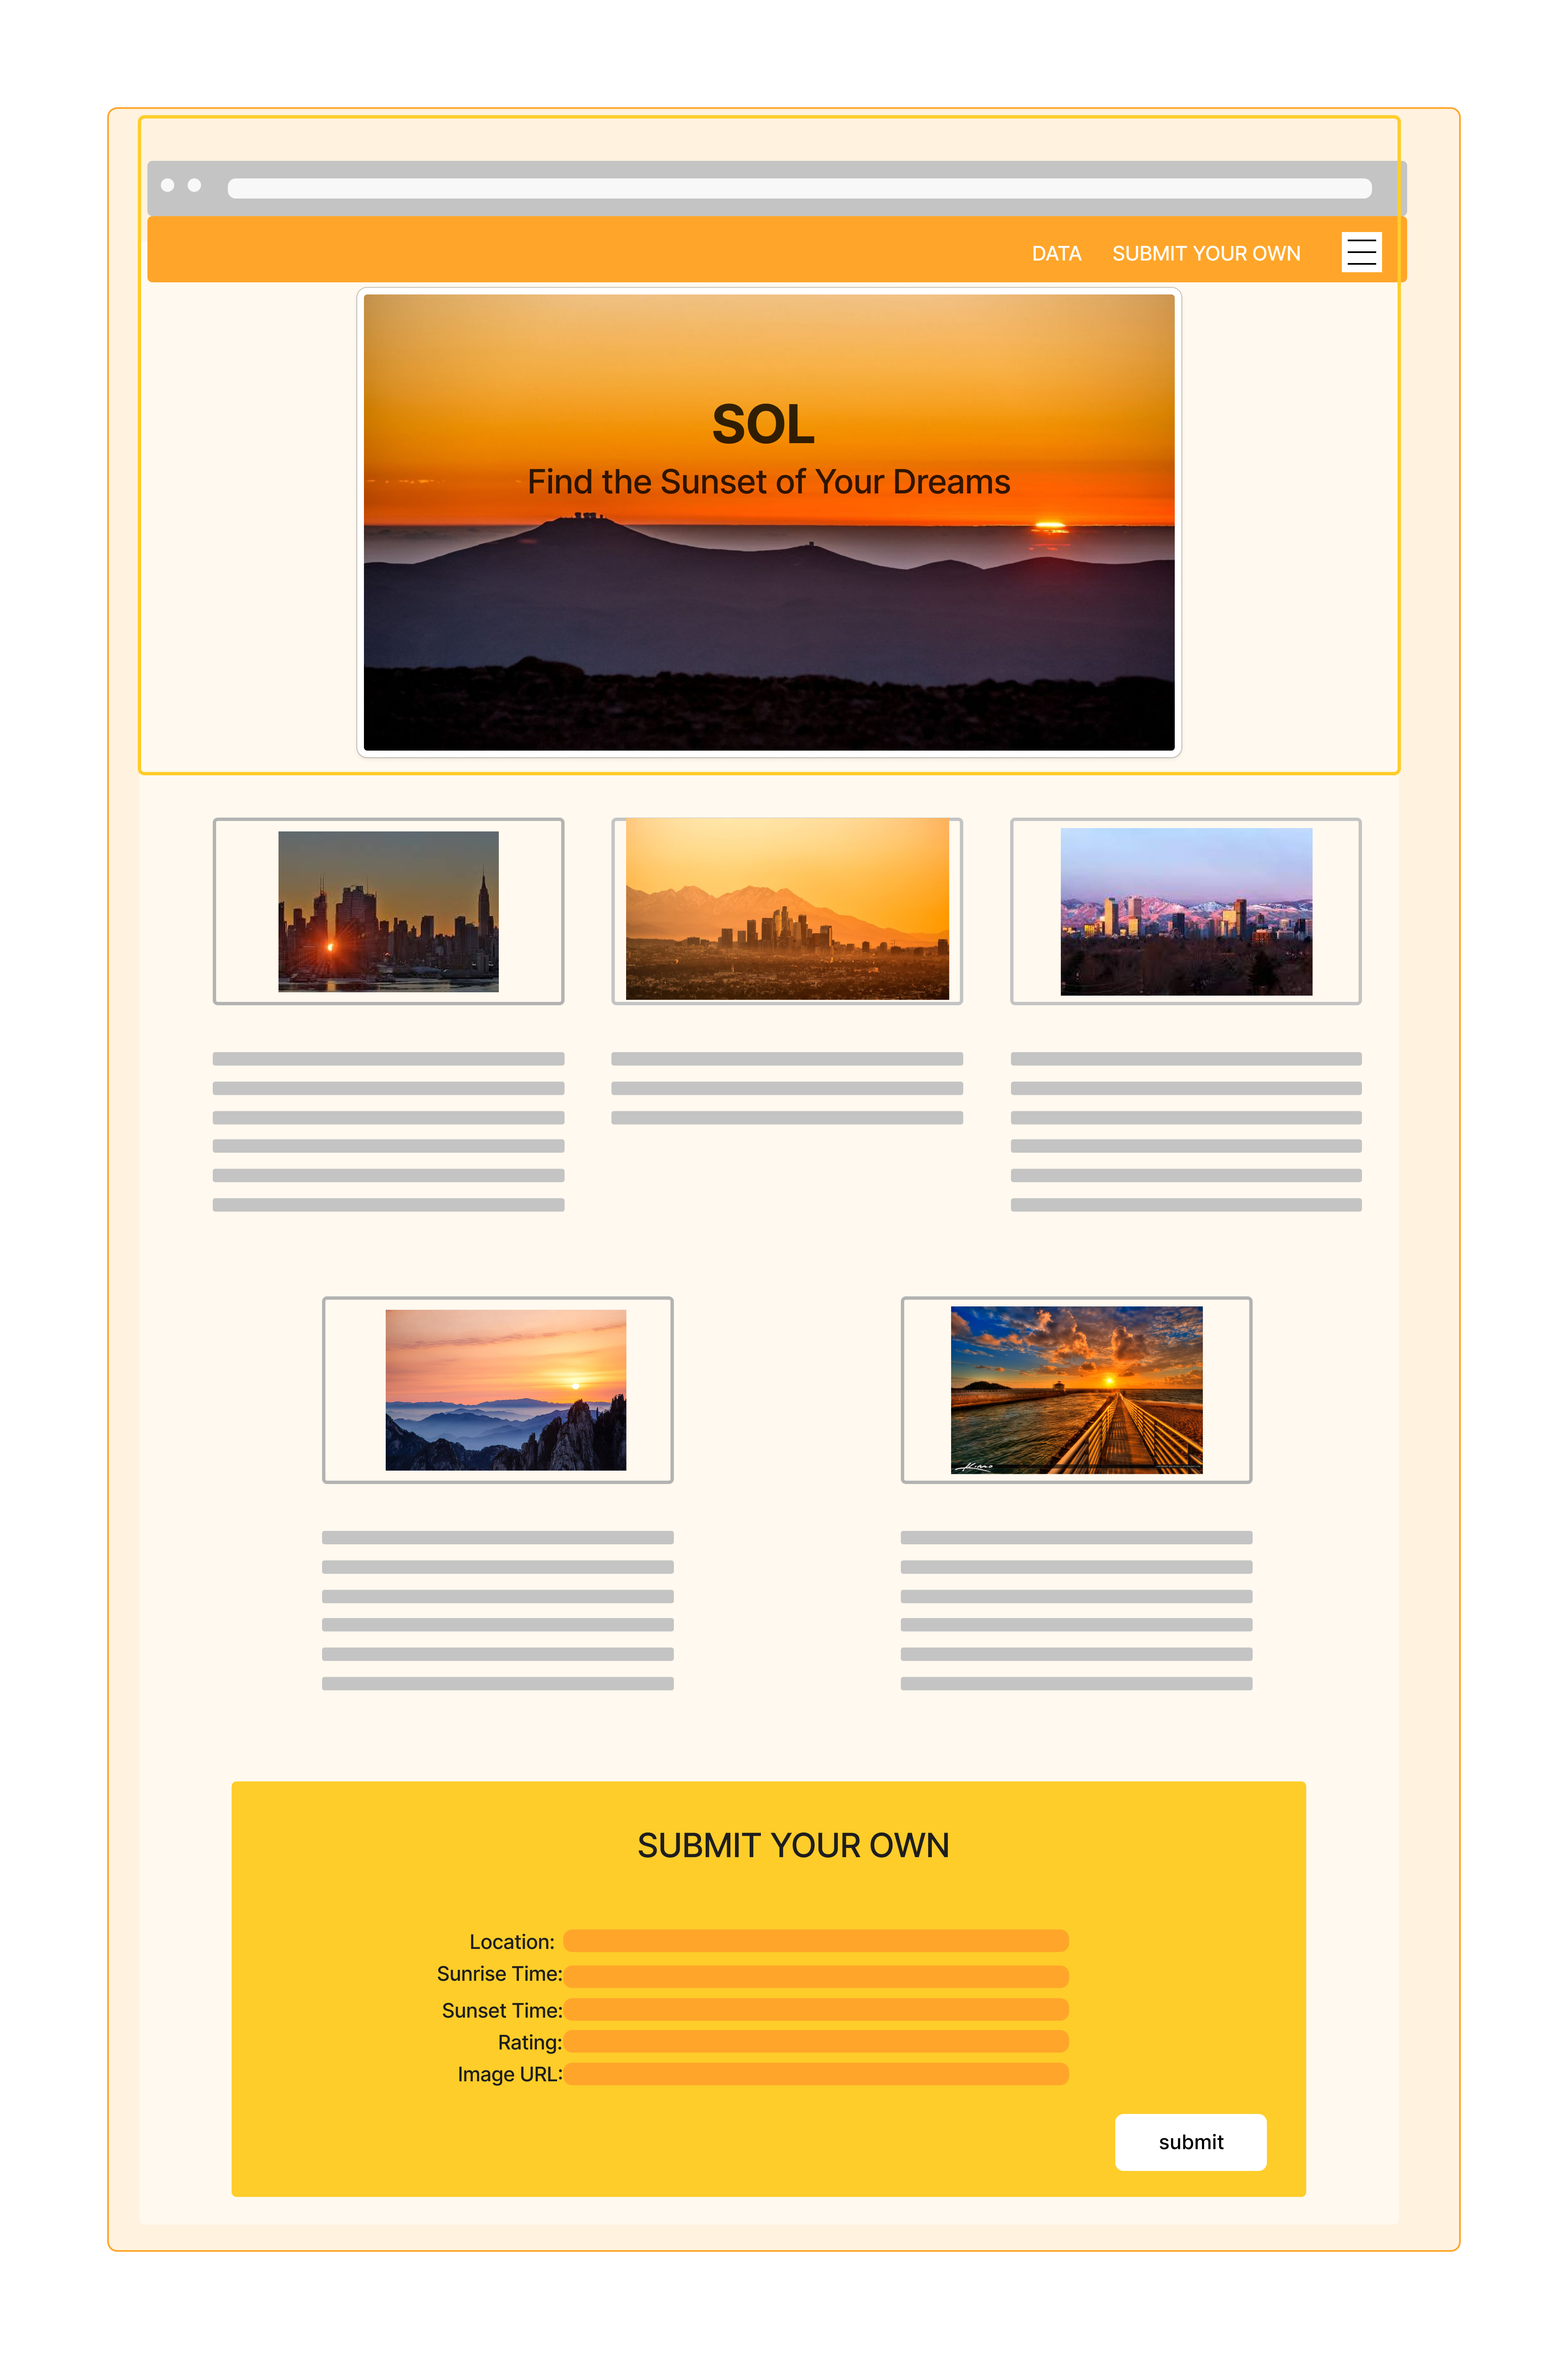 DATA SUBMIT YOUR OWN
SOL
Find the Sunset of Your Dreams
SUBMIT YOUR OWN
Location:
Sunrise Time:
Sunset Time:
Rating:
Image URL:
submit